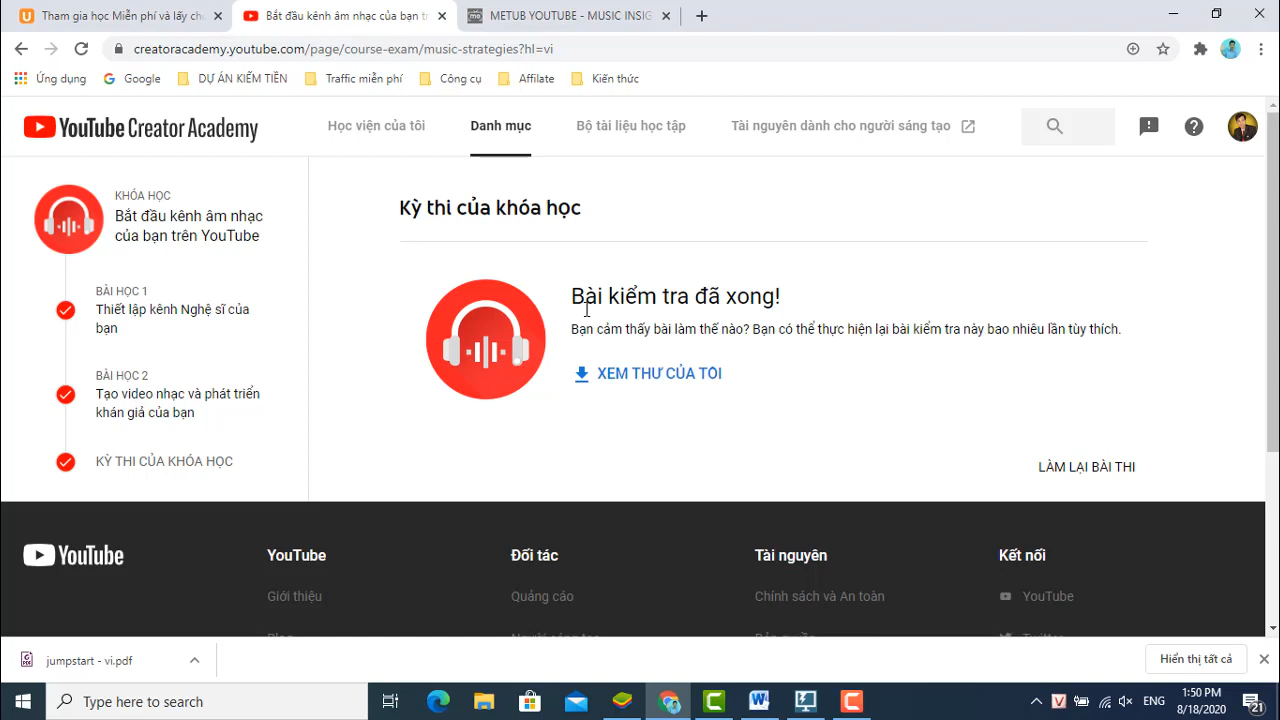 Tham gia học Miễn phí và lấy ch
Bắt đầu kênh âm nhạc của bạn t
METUB YOUTUBE - MUSIC INSIG
creatoracademy.youtube.com/page/course-exam/music-strategies?hl=vi
Ứng dụng
Google
DỰ ÁN KIẾM TIỀN
Traffic miễn phí
Công cụ
Affilate
Kiến thức
YouTube Creator Academy
Học viện của tôi
Danh mục
Bộ tài liệu học tập
Tài nguyên dành cho người sáng tạo
KHÓA HỌC
Bắt đầu kênh âm nhạc
của bạn trên YouTube
BÀI HỌC 1
Thiết lập kênh Nghệ sĩ của
bạn
BÀI HỌC 2
Tạo video nhạc và phát triển
khán giả của bạn
KỲ THI CỦA KHÓA HỌC
Kỳ thi của khóa học
Bài kiểm tra đã xong!
Bạn cảm thấy bài làm thế nào? Bạn có thể thực hiện lại bài kiểm tra này bao nhiêu lần tùy thích.
XEM THƯ CỦA TÔI
LÀM LẠI BÀI THI
YouTube
YouTube
Đối tác
Tài nguyên
Kết nối
Giới thiệu
Quảng cáo
Chính sách và An toàn
YouTube
Blog
Người sáng tạo
Bản quyền
Twitter
jumpstart - vi.pdf
Hiển thị tất cả
Type here to search
ENG
1:50 PM
8/18/2020
21